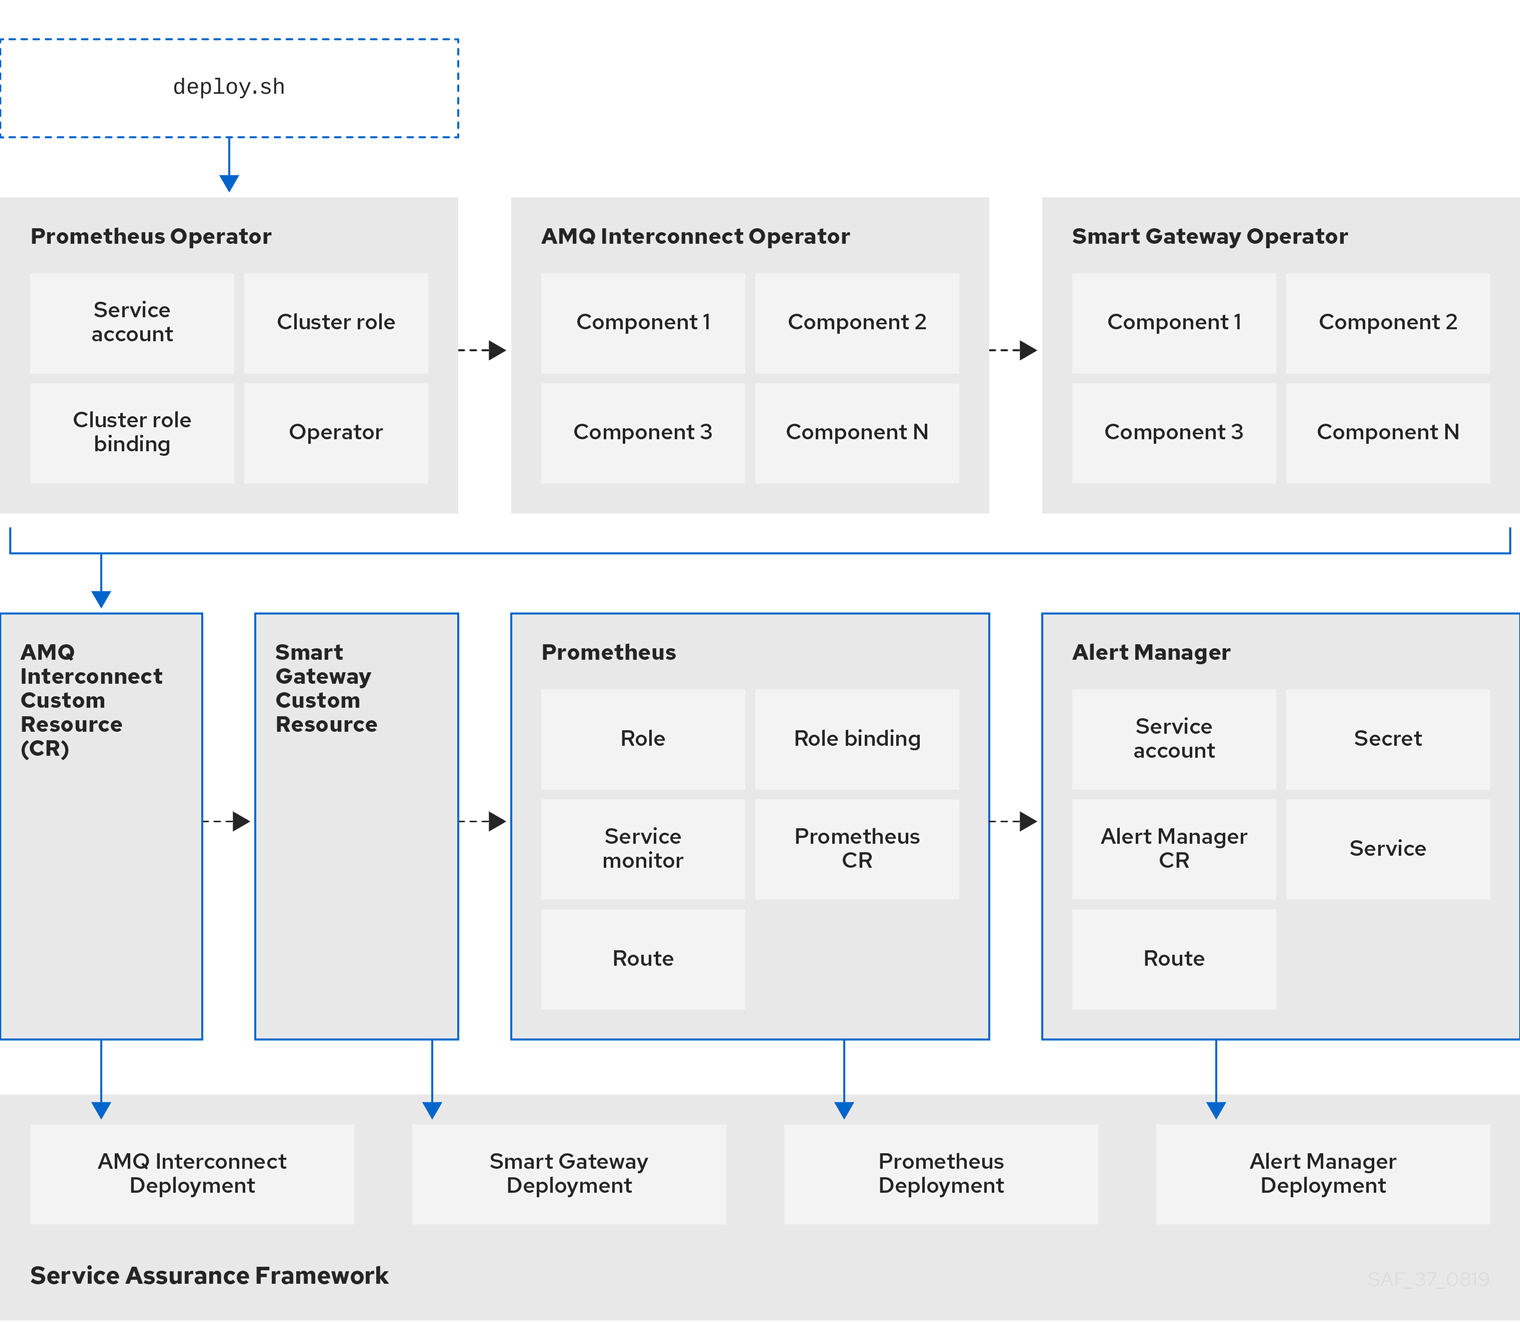 deploy.sh
Prometheus Operator
Service
account
Cluster role
Cluster role
binding
Operator
AMQ Interconnect Operator
Component 1
Component 2
Component 3
Component N
Smart Gateway Operator
Component 1
Component 2
Component 3
Component N
AMQ
Interconnect
Custom
Resource
(CR)
Smart
Gateway
Custom
Resource
Prometheus
Role
Role binding
Service
monitor
Prometheus
CR
Route
Alert Manager
Service
account
Secret
Alert Manager
CR
Service
Route
AMQ Interconnect
Deployment
Smart Gateway
Deployment
Prometheus
Deployment
Alert Manager
Deployment
Service Assurance Framework
SAF_37_0819